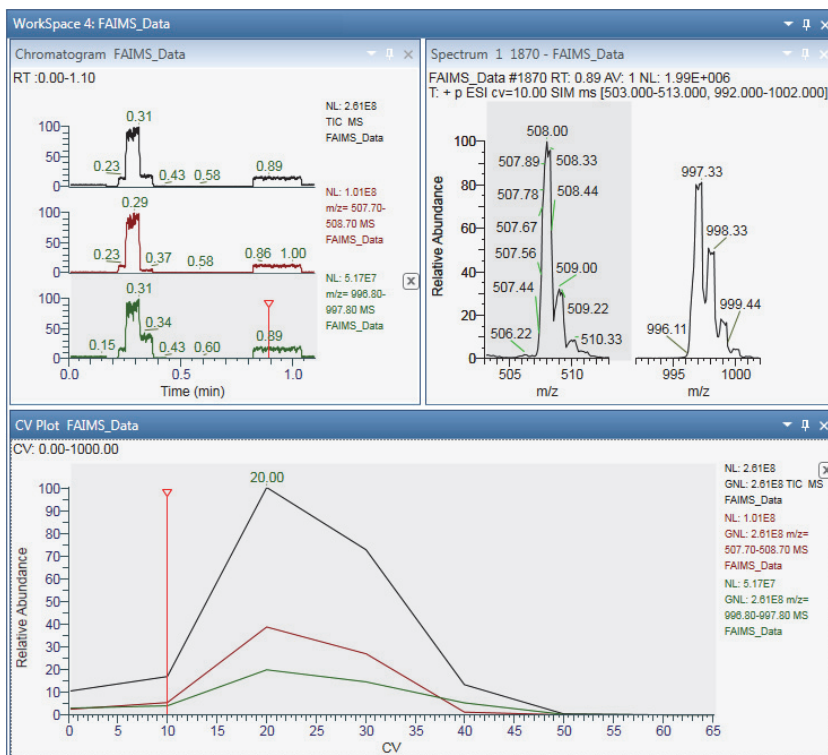 WorkSpace 4: FAIMS_Data
Chromatogram FAIMS_Data
RT :0.00-1.10
NL: 2.61E8
TIC MS
FAIMS_Data
0.31
100
50
0
0.23
0.43
0.58
0.89
NL: 1.01E8
m/z= 507.70-
508.70 MS
FAIMS_Data
0.29
100
50
0
0.23
0.37
0.58
0.86
1.00
NL: 5.17E7
m/z= 996.80-
997.80 MS
FAIMS_Data
0.31
100
50
0
0.15
0.34
0.43
0.60
0.89
0.0 0.5 1.0
Time (min)
Spectrum 1 1870 - FAIMS_Data
FAIMS_Data #1870 RT: 0.89 AV: 1 NL: 1.99E+006
T: + p ESI cv=10.00 SIM ms [503.000-513.000, 992.000-1002.000]
Relative Abundance
100
80
60
40
20
0
508.00
507.89
508.33
507.78
508.44
507.67
507.56
507.44
509.00
509.22
506.22
510.33
505 510
m/z
997.33
998.33
999.44
996.11
995 1000
m/z
CV Plot FAIMS_Data
CV: 0.00-1000.00
20.00
Relative Abundance
100
90
80
70
60
50
40
30
20
10
0
0 5 10 15 20 25 30 35 40 45 50 55 60 65
CV
NL: 2.61E8
GNL: 2.61E8 TIC MS
FAIMS_Data
NL: 1.01E8
GNL: 2.61E8 m/z=
507.70-508.70 MS
FAIMS_Data
NL: 5.17E7
GNL: 2.61E8 m/z=
996.80-997.80 MS
FAIMS_Data